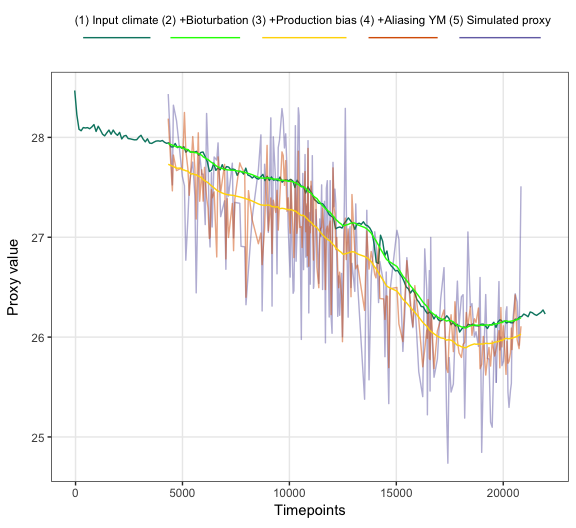 (1) Input climate (2) +Bioturbation (3) +Production bias (4) +Aliasing YM (5) Simulated proxy
28
27
26
25
Proxy value
0 5000 10000 15000 20000
Timepoints